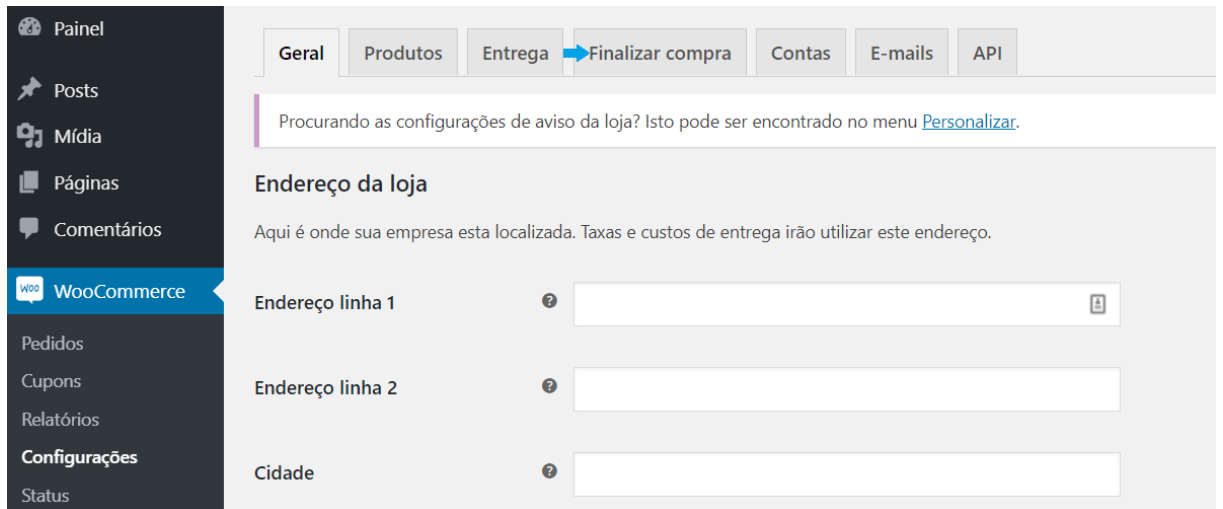 Painel
Posts
Mídia
Páginas
Comentários
WOO WooCommerce
Pedidos
Cupons
Relatórios
Configurações
Status
Geral Produtos Entrega Finalizar compra Contas E-mails API
Procurando as configurações de aviso da loja? Isto pode ser encontrado no menu Personalizar.
Endereço da loja
Aqui é onde sua empresa esta localizada. Taxas e custos de entrega irão utilizar este endereço.
Endereço linha 1 ?
Endereço linha 2 ?
Cidade ?